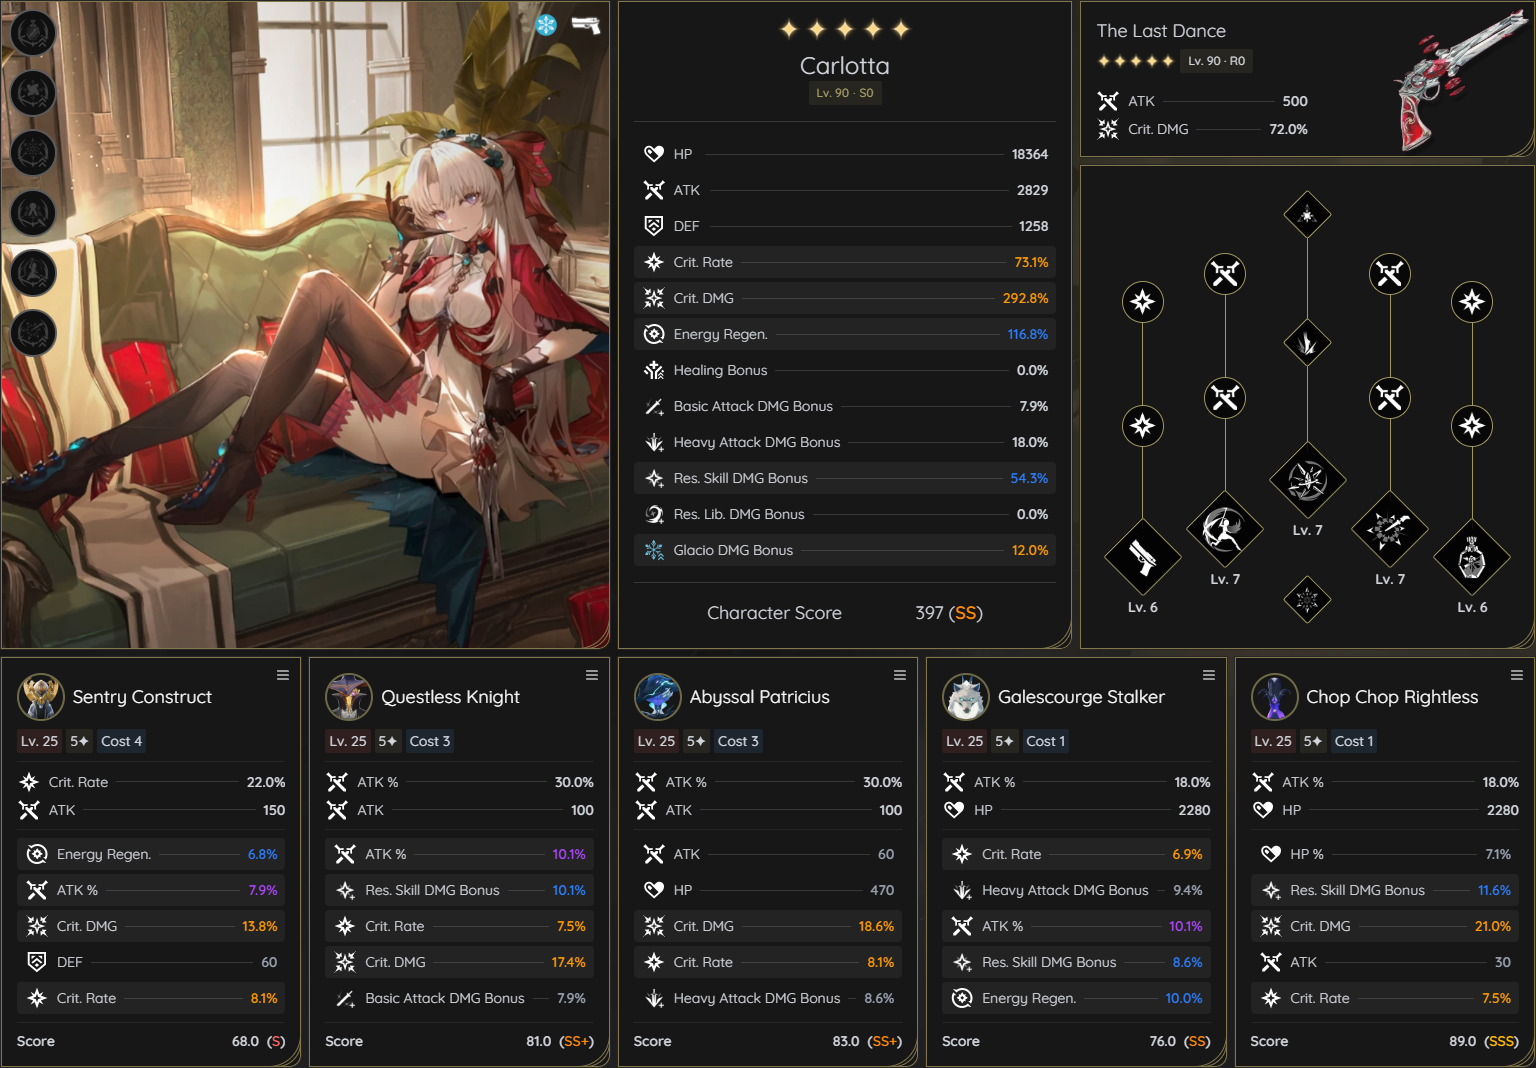 Carlotta
Lv. 90 · S0
HP 18364
ATK 2829
DEF 1258
Crit. Rate 73.1%
Crit. DMG 292.8%
Energy Regen. 116.8%
Healing Bonus 0.0%
Basic Attack DMG Bonus 7.9%
Heavy Attack DMG Bonus 18.0%
Res. Skill DMG Bonus 54.3%
Res. Lib. DMG Bonus 0.0%
Glacio DMG Bonus 12.0%
Character Score 397 (SS)
The Last Dance
Lv. 90 · R0
ATK 500
Crit. DMG 72.0%
Lv. 6
Lv. 7
Lv. 7
Lv. 7
Lv. 6
Sentry Construct
Lv. 25 5✦ Cost 4
Crit. Rate 22.0%
ATK 150
Energy Regen. 6.8%
ATK % 7.9%
Crit. DMG 13.8%
DEF 60
Crit. Rate 8.1%
Score 68.0 (S)
Questless Knight
Lv. 25 5✦ Cost 3
ATK % 30.0%
ATK 100
ATK % 10.1%
Res. Skill DMG Bonus 10.1%
Crit. Rate 7.5%
Crit. DMG 17.4%
Basic Attack DMG Bonus 7.9%
Score 81.0 (SS+)
Abyssal Patricius
Lv. 25 5✦ Cost 3
ATK % 30.0%
ATK 100
ATK 60
HP 470
Crit. DMG 18.6%
Crit. Rate 8.1%
Heavy Attack DMG Bonus 8.6%
Score 83.0 (SS+)
Galescourge Stalker
Lv. 25 5✦ Cost 1
ATK % 18.0%
HP 2280
Crit. Rate 6.9%
Heavy Attack DMG Bonus 9.4%
ATK % 10.1%
Res. Skill DMG Bonus 8.6%
Energy Regen. 10.0%
Score 76.0 (SS)
Chop Chop Rightless
Lv. 25 5✦ Cost 1
ATK % 18.0%
HP 2280
HP % 7.1%
Res. Skill DMG Bonus 11.6%
Crit. DMG 21.0%
ATK 30
Crit. Rate 7.5%
Score 89.0 (SSS)